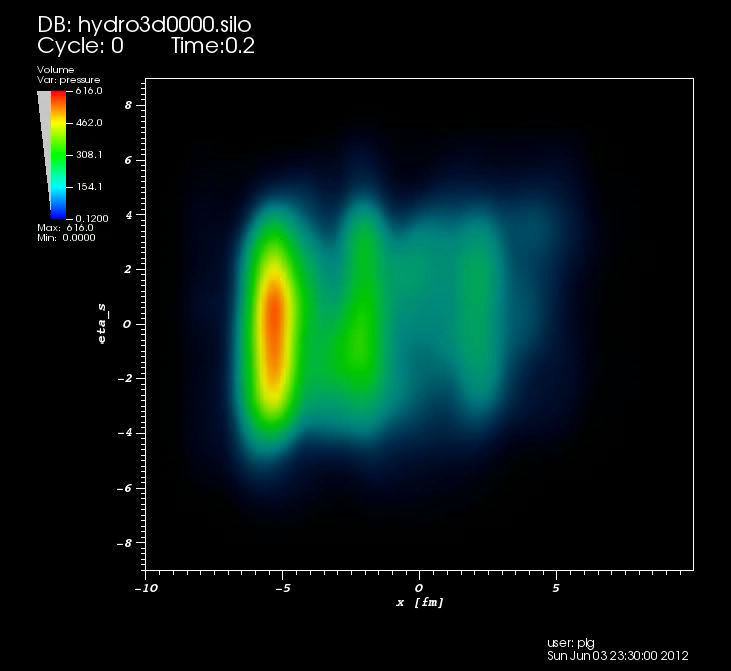 DB: hydro3d0000.silo
Cycle: 0 Time:0.2
Volume
Var: pressure
616.0
462.0
308.1
154.1
0.1200
Max: 616.0
Min: 0.0000
8
6
4
2
0
-2
-4
-6
-8
eta_s
-10 -5 0 5
x [fm]
user: plg
Sun Jun 03 23:30:00 2012